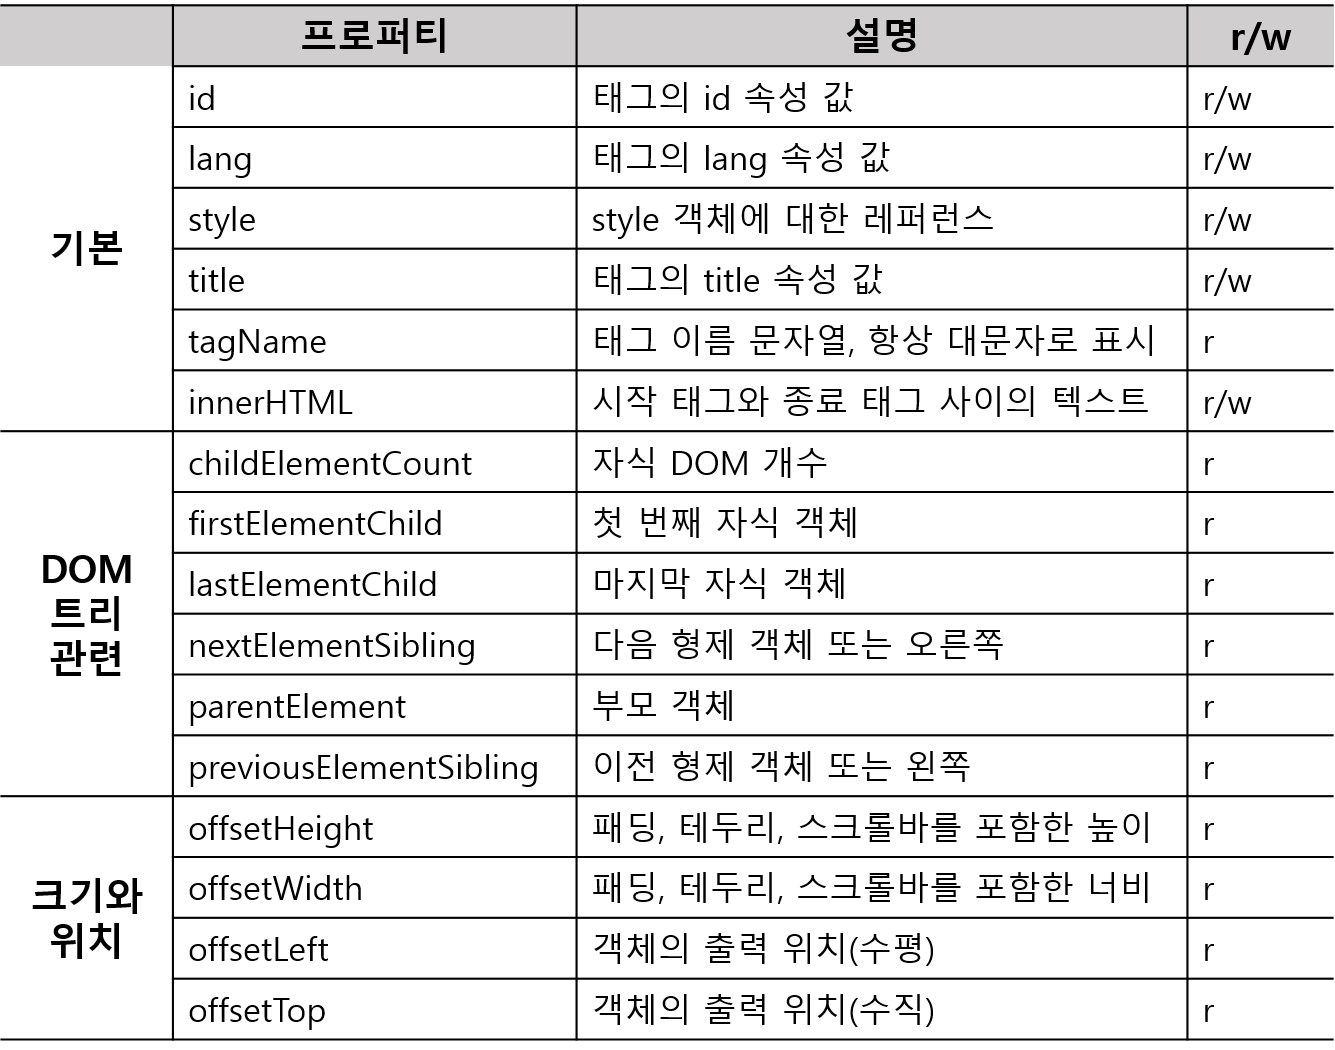 프로퍼티 설명 r/w
기본
id 태그의 id 속성 값 r/w
lang 태그의 lang 속성 값 r/w
style style 객체에 대한 레퍼런스 r/w
title 태그의 title 속성 값 r/w
tagName 태그 이름 문자열, 항상 대문자로 표시 r
innerHTML 시작 태그와 종료 태그 사이의 텍스트 r/w
DOM
트리
관련
childElementCount 자식 DOM 개수 r
firstElementChild 첫 번째 자식 객체 r
lastElementChild 마지막 자식 객체 r
nextElementSibling 다음 형제 객체 또는 오른쪽 r
parentElement 부모 객체 r
previousElementSibling 이전 형제 객체 또는 왼쪽 r
크기와
위치
offsetHeight 패딩, 테두리, 스크롤바를 포함한 높이 r
offsetWidth 패딩, 테두리, 스크롤바를 포함한 너비 r
offsetLeft 객체의 출력 위치(수평) r
offsetTop 객체의 출력 위치(수직) r